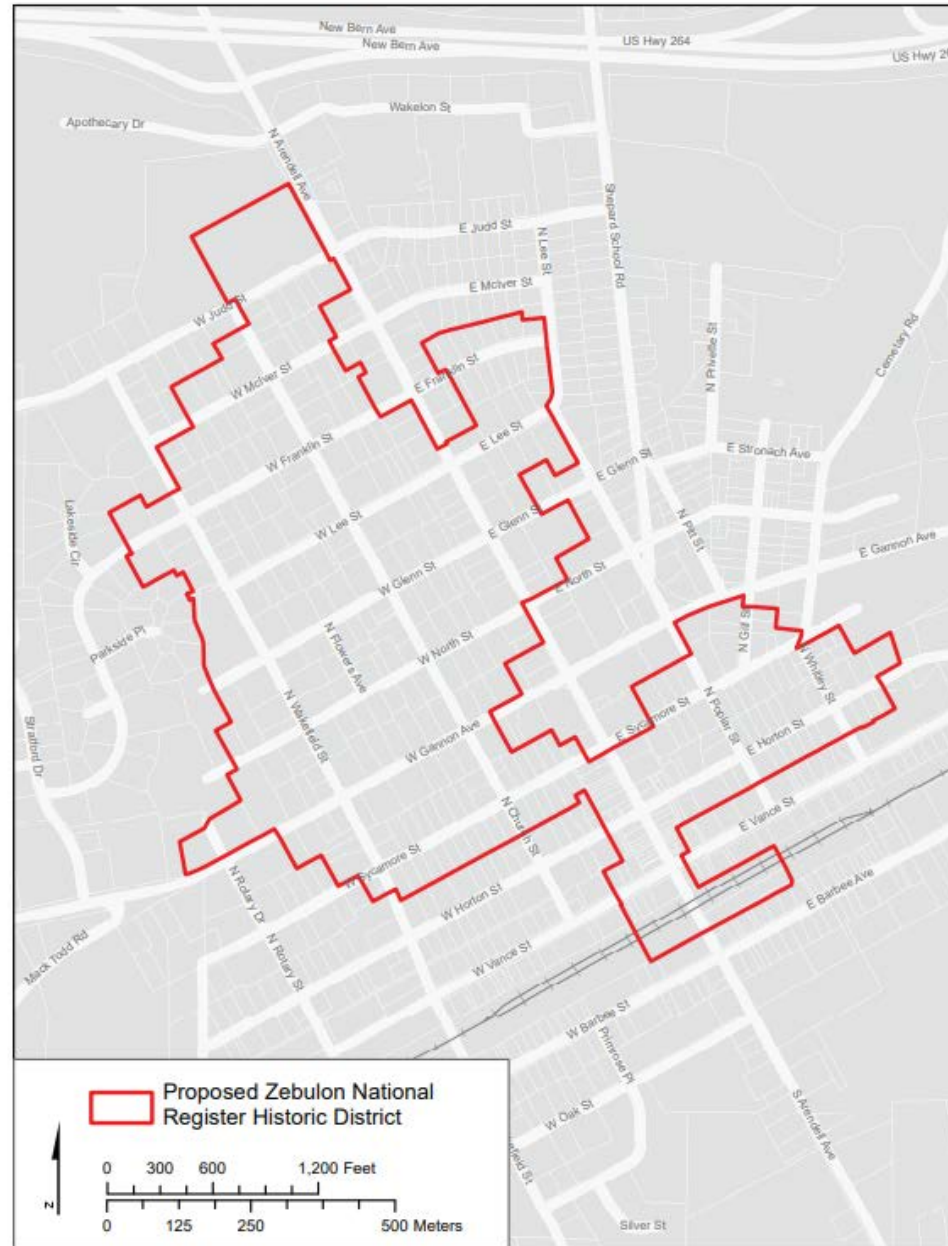 New Bern Ave
New Bern Ave
US Hwy 264
US Hwy 26
Wakelon St
Apothecary Dr
N Arendell Ave
Shepard School Rd
E Judd St
N Lee St
E McIver St
W Judd St
N Privette St
Cemetary Rd
E Franklin St
W McIver St
E Lee St
W Franklin St
E Glenn St
E Stronach Ave
Lakeside Cir
W Lee St
E Glenn St
N Pitt St
E Gannon Ave
W Glenn St
E North St
Parkside Pl
N Flowers Ave
W North St
N Gill St
N Whitley St
Stratford Dr
N Wakefield St
W Gannon Ave
E Sycamore St
N Poplar St
E Horton St
N Church St
E Vance St
W Sycamore St
N Rotary Dr
W Horton St
E Barbee Ave
Mack Todd Rd
N Rotary St
W Vance St
W Barbee St
Primrose Pl
S Arendell Ave
W Oak St
efield St
Silver St
Proposed Zebulon National
Register Historic District
0 300 600 1,200 Feet
z
0 125 250 500 Meters